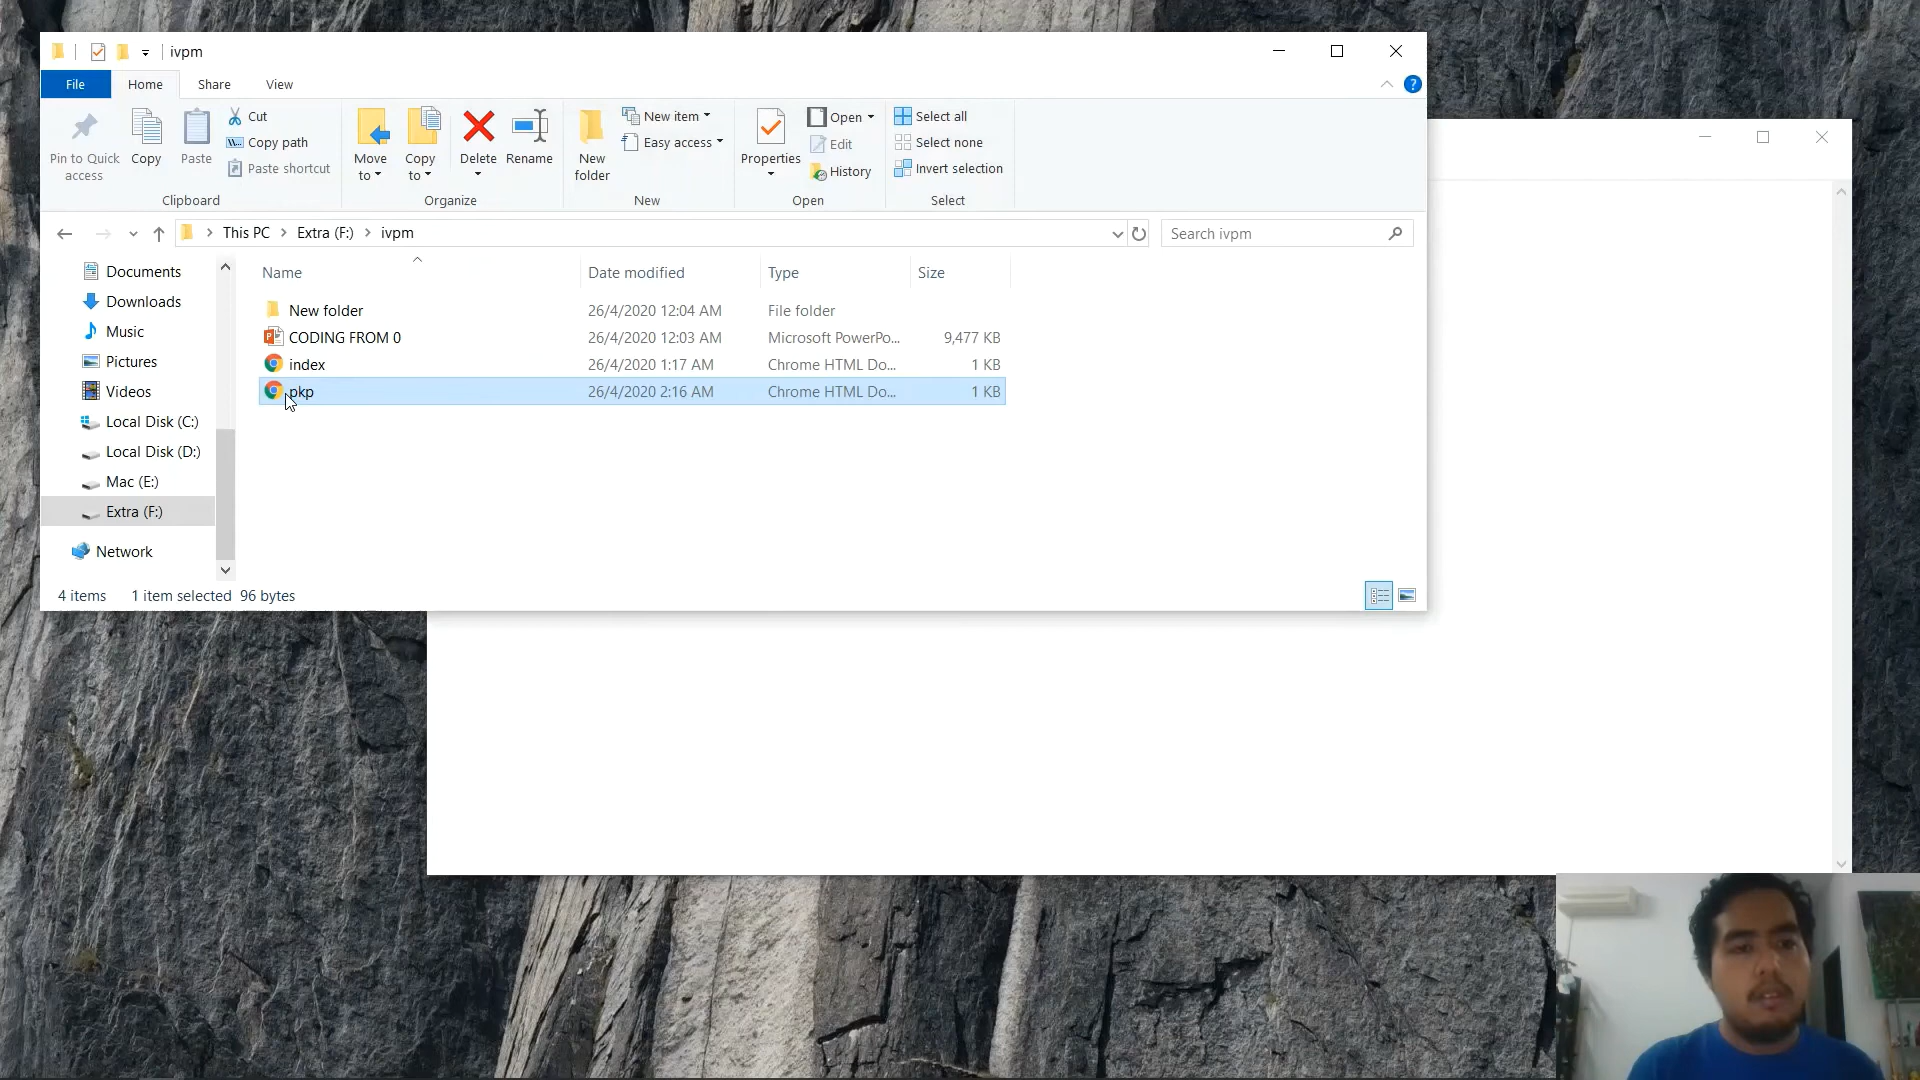 ivpm
File Home Share View
Pin to Quick access
Copy
Paste
Cut
Copy path
Paste shortcut
Clipboard
Move to
Copy to
Delete
Rename
Organize
New folder
New item
Easy access
New
Properties
Open
Edit
History
Open
Select all
Select none
Invert selection
Select
This PC > Extra (F:) > ivpm
Search ivpm
Documents
Downloads
Music
Pictures
Videos
Local Disk (C:)
Local Disk (D:)
Mac (E:)
Extra (F:)
Network
Name Date modified Type Size
New folder 26/4/2020 12:04 AM File folder
CODING FROM 0 26/4/2020 12:03 AM Microsoft PowerPo... 9,477 KB
index 26/4/2020 1:17 AM Chrome HTML Do... 1 KB
pkp 26/4/2020 2:16 AM Chrome HTML Do... 1 KB
4 items 1 item selected 96 bytes